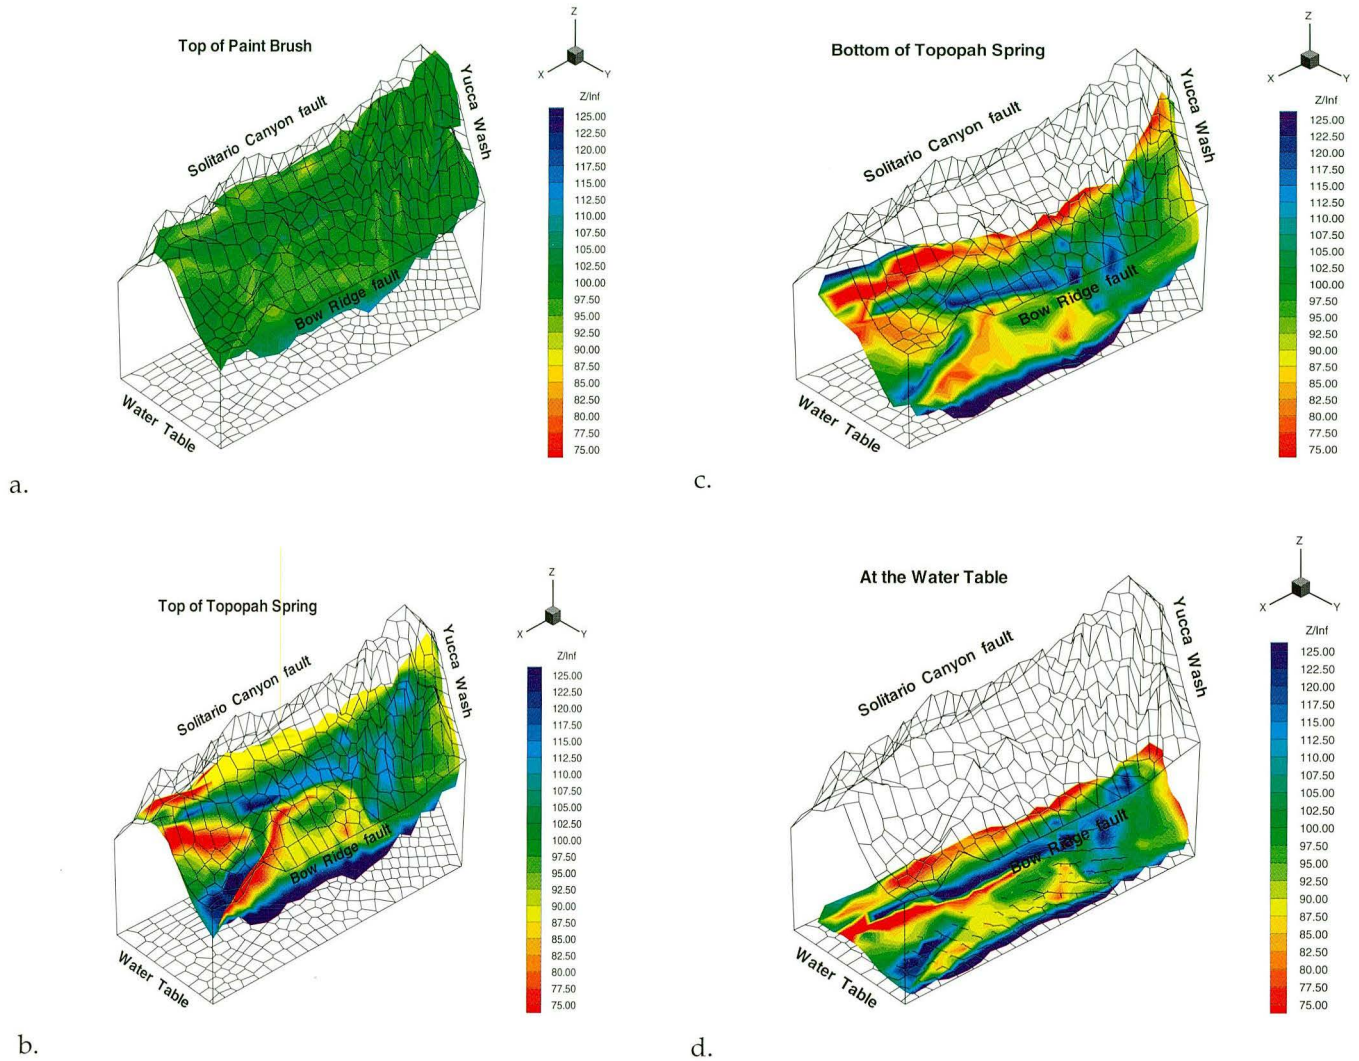 Top of Paint Brush
Solitario Canyon fault
Yucca Wash
Bow Ridge fault
Water Table
Z
X
Y
Z/Inf
125.00
122.50
120.00
117.50
115.00
112.50
110.00
107.50
105.00
102.50
100.00
97.50
95.00
92.50
90.00
87.50
85.00
82.50
80.00
77.50
75.00
a.
Bottom of Topopah Spring
Solitario Canyon fault
Yucca Wash
Bow Ridge fault
Water Table
Z
X
Y
Z/Inf
125.00
122.50
120.00
117.50
115.00
112.50
110.00
107.50
105.00
102.50
100.00
97.50
95.00
92.50
90.00
87.50
85.00
82.50
80.00
77.50
75.00
c.
Top of Topopah Spring
Solitario Canyon fault
Yucca Wash
Bow Ridge fault
Water Table
Z
X
Y
Z/Inf
125.00
122.50
120.00
117.50
115.00
112.50
110.00
107.50
105.00
102.50
100.00
97.50
95.00
92.50
90.00
87.50
85.00
82.50
80.00
77.50
75.00
b.
At the Water Table
Solitario Canyon fault
Yucca Wash
Bow Ridge fault
Water Table
Z
X
Y
Z/Inf
125.00
122.50
120.00
117.50
115.00
112.50
110.00
107.50
105.00
102.50
100.00
97.50
95.00
92.50
90.00
87.50
85.00
82.50
80.00
77.50
75.00
d.